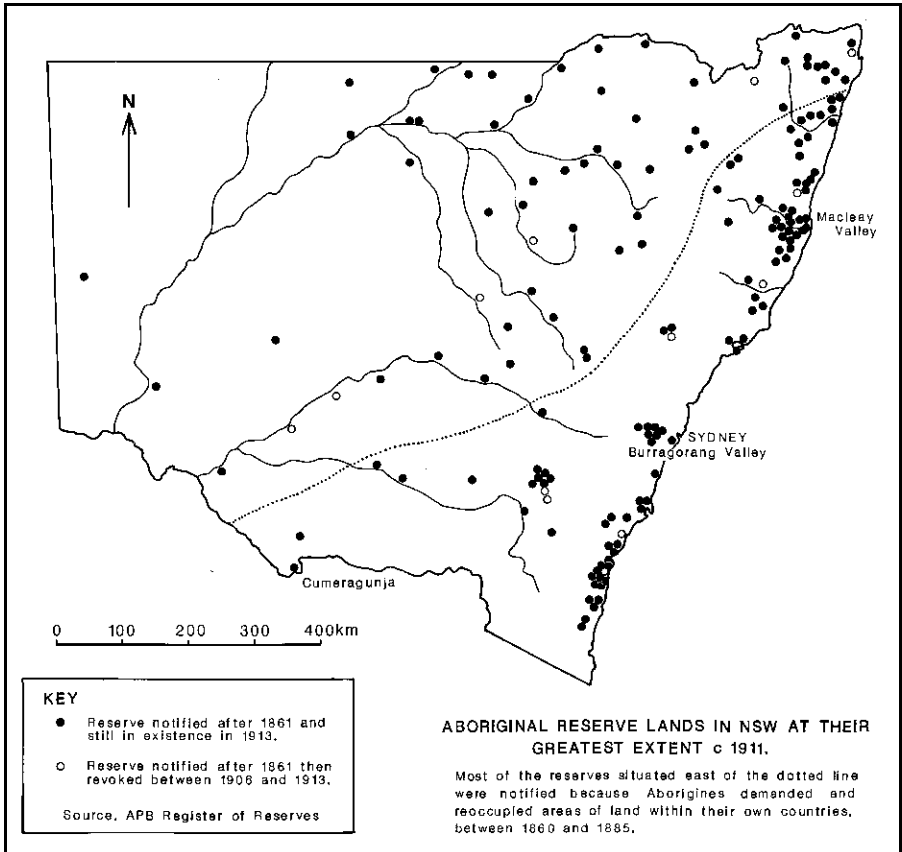 N
Macleay
Valley
SYDNEY
Burragorang Valley
Cumeragunja
0 100 200 300 400km
KEY
● Reserve notified after 1861 and
still in existence in 1913.
○ Reserve notified after 1861 then
revoked between 1906 and 1913.
Source, APB Register of Reserves
ABORIGINAL RESERVE LANDS IN NSW AT THEIR
GREATEST EXTENT c 1911.
Most of the reserves situated east of the dotted line
were notified because Aborigines demanded and
reoccupied areas of land within their own countries,
between 1860 and 1885.